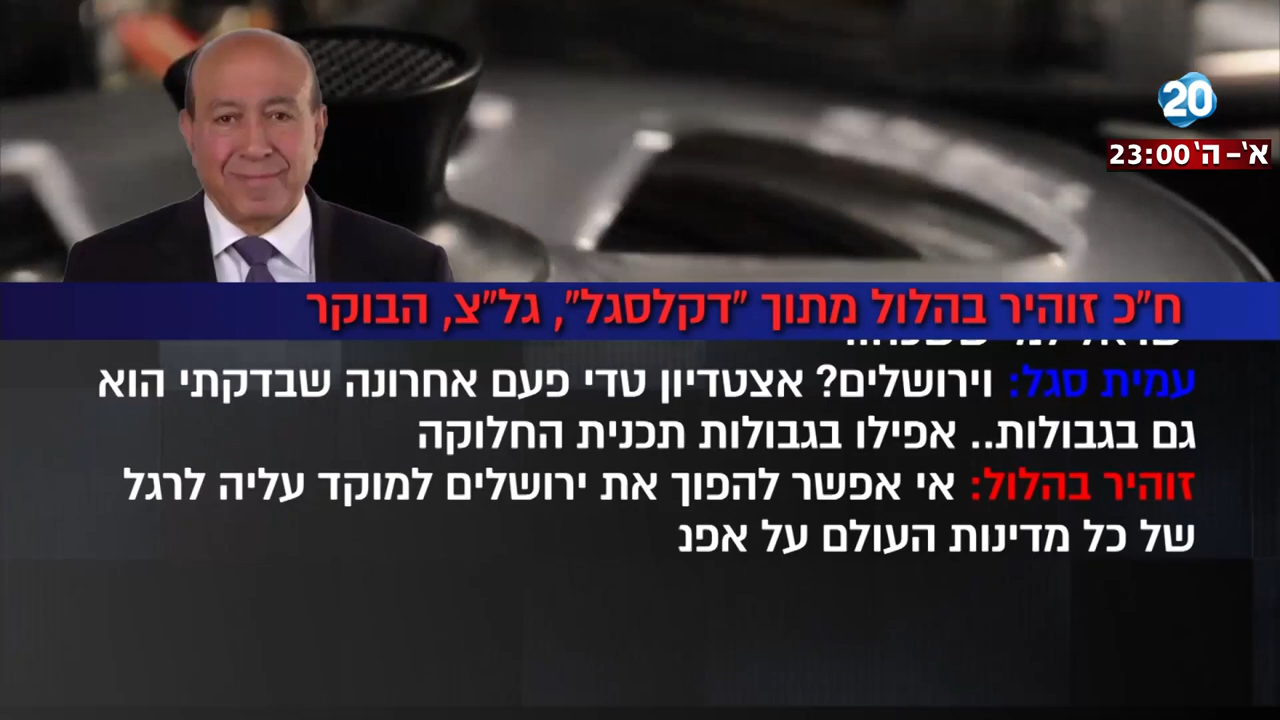 20
א'-ה' 23:00
ח"כ זוהיר בהלול מתוך "דקלסגל", גל"צ, הבוקר
עמית סגל: וירושלים? אצטדיון טדי פעם אחרונה שבדקתי הוא
גם בגבולות.. אפילו בגבולות תכנית החלוקה
זוהיר בהלול: אי אפשר להפוך את ירושלים למוקד עליה לרגל
של כל מדינות העולם על אפנ